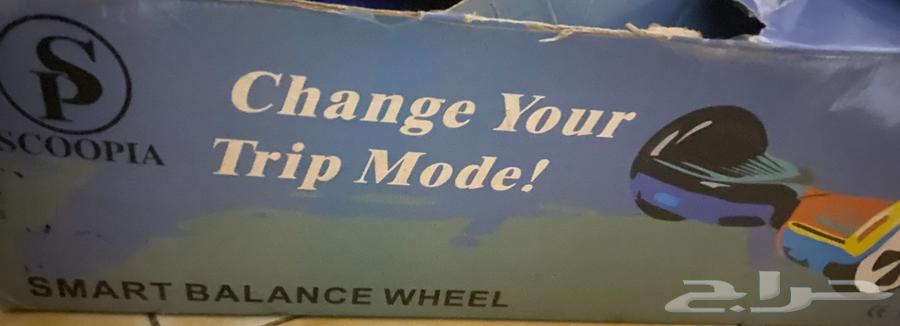 SP
SCOOPIA
Change Your
Trip Mode!
SMART BALANCE WHEEL
حراج